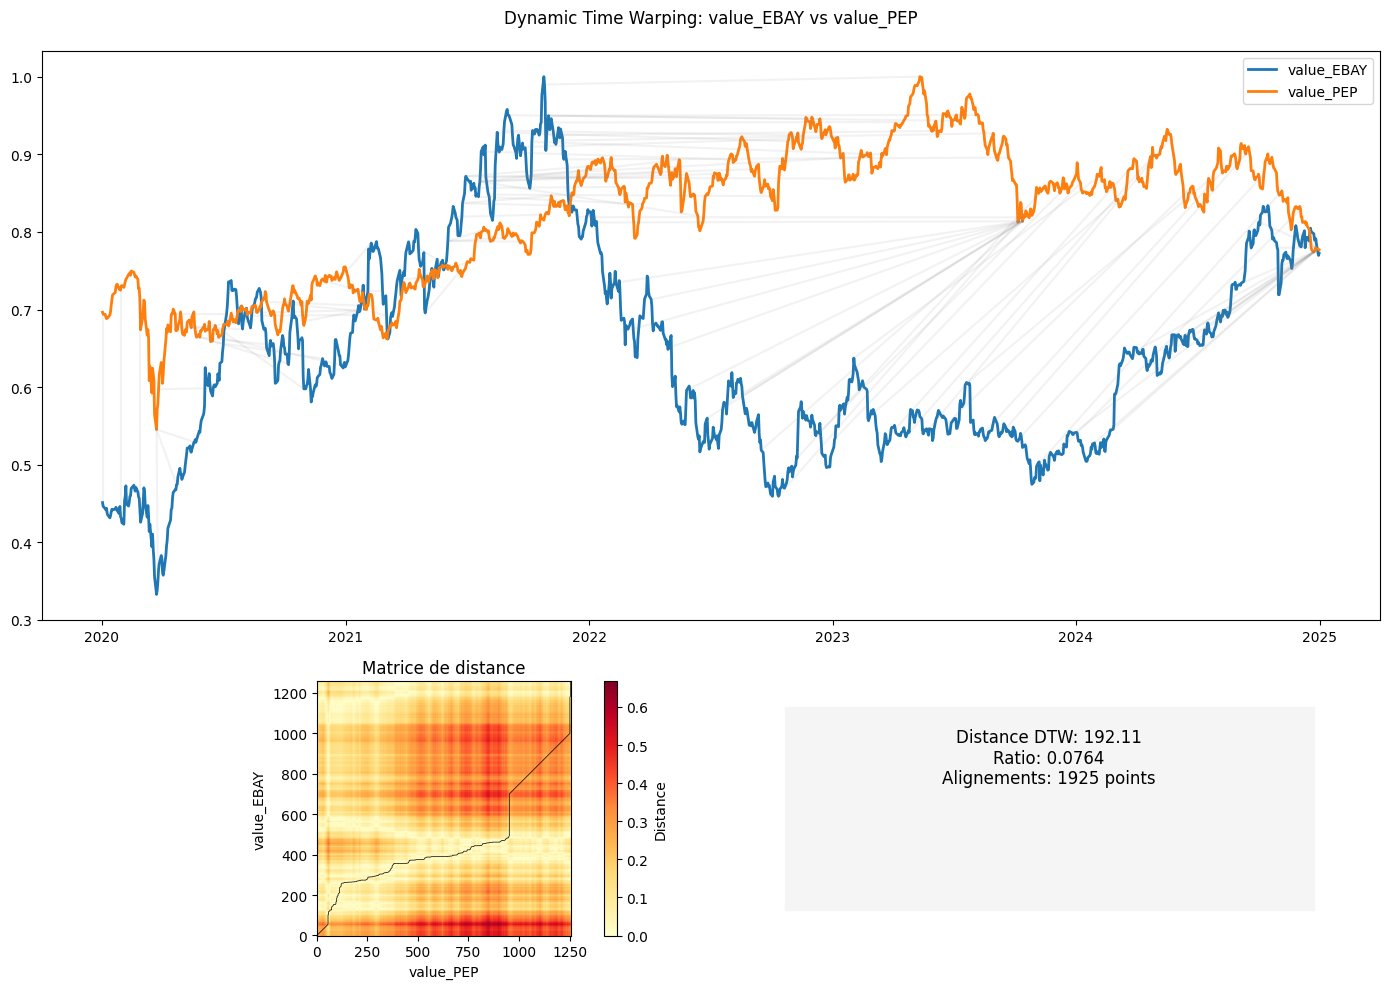 Dynamic Time Warping: value_EBAY vs value_PEP
1.0
0.9
0.8
0.7
0.6
0.5
0.4
0.3
value_EBAY
value_PEP
2020 2021 2022 2023 2024 2025
Matrice de distance
1200
1000
800
600
400
200
0
value_EBAY
0 250 500 750 1000 1250
value_PEP
0.6
0.5
0.4
0.3
0.2
0.1
0.0
Distance
Distance DTW: 192.11
Ratio: 0.0764
Alignements: 1925 points